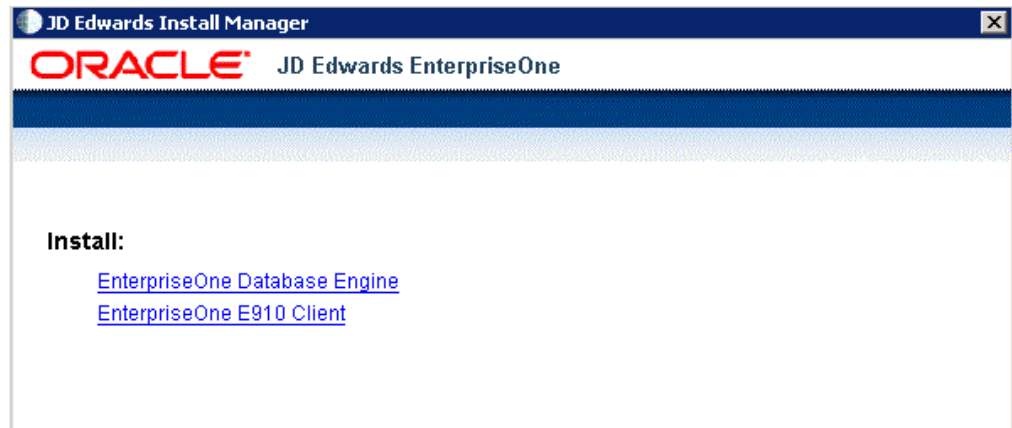 JD Edwards Install Manager
ORACLE® JD Edwards EnterpriseOne
Install:
EnterpriseOne Database Engine
EnterpriseOne E910 Client